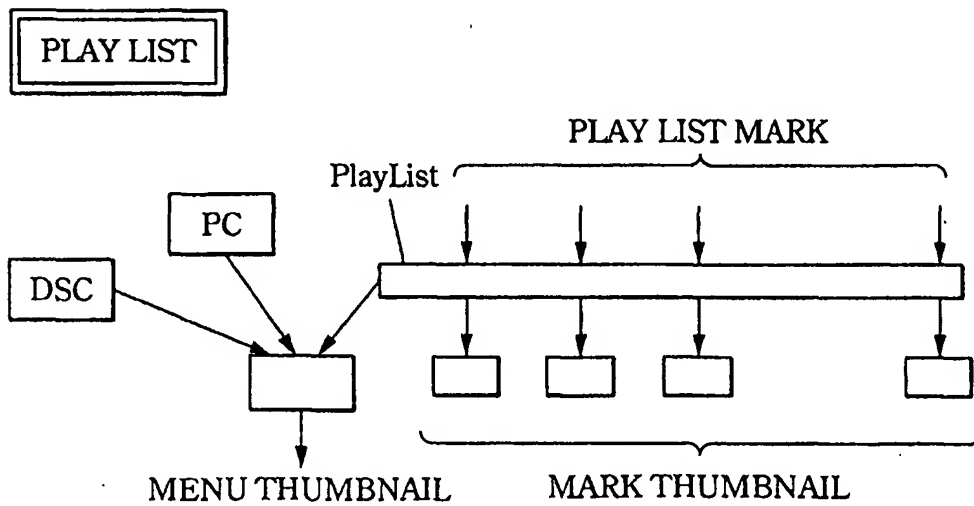 PLAY LIST
PLAY LIST MARK
PlayList
PC
DSC
MENU THUMBNAIL
MARK THUMBNAIL